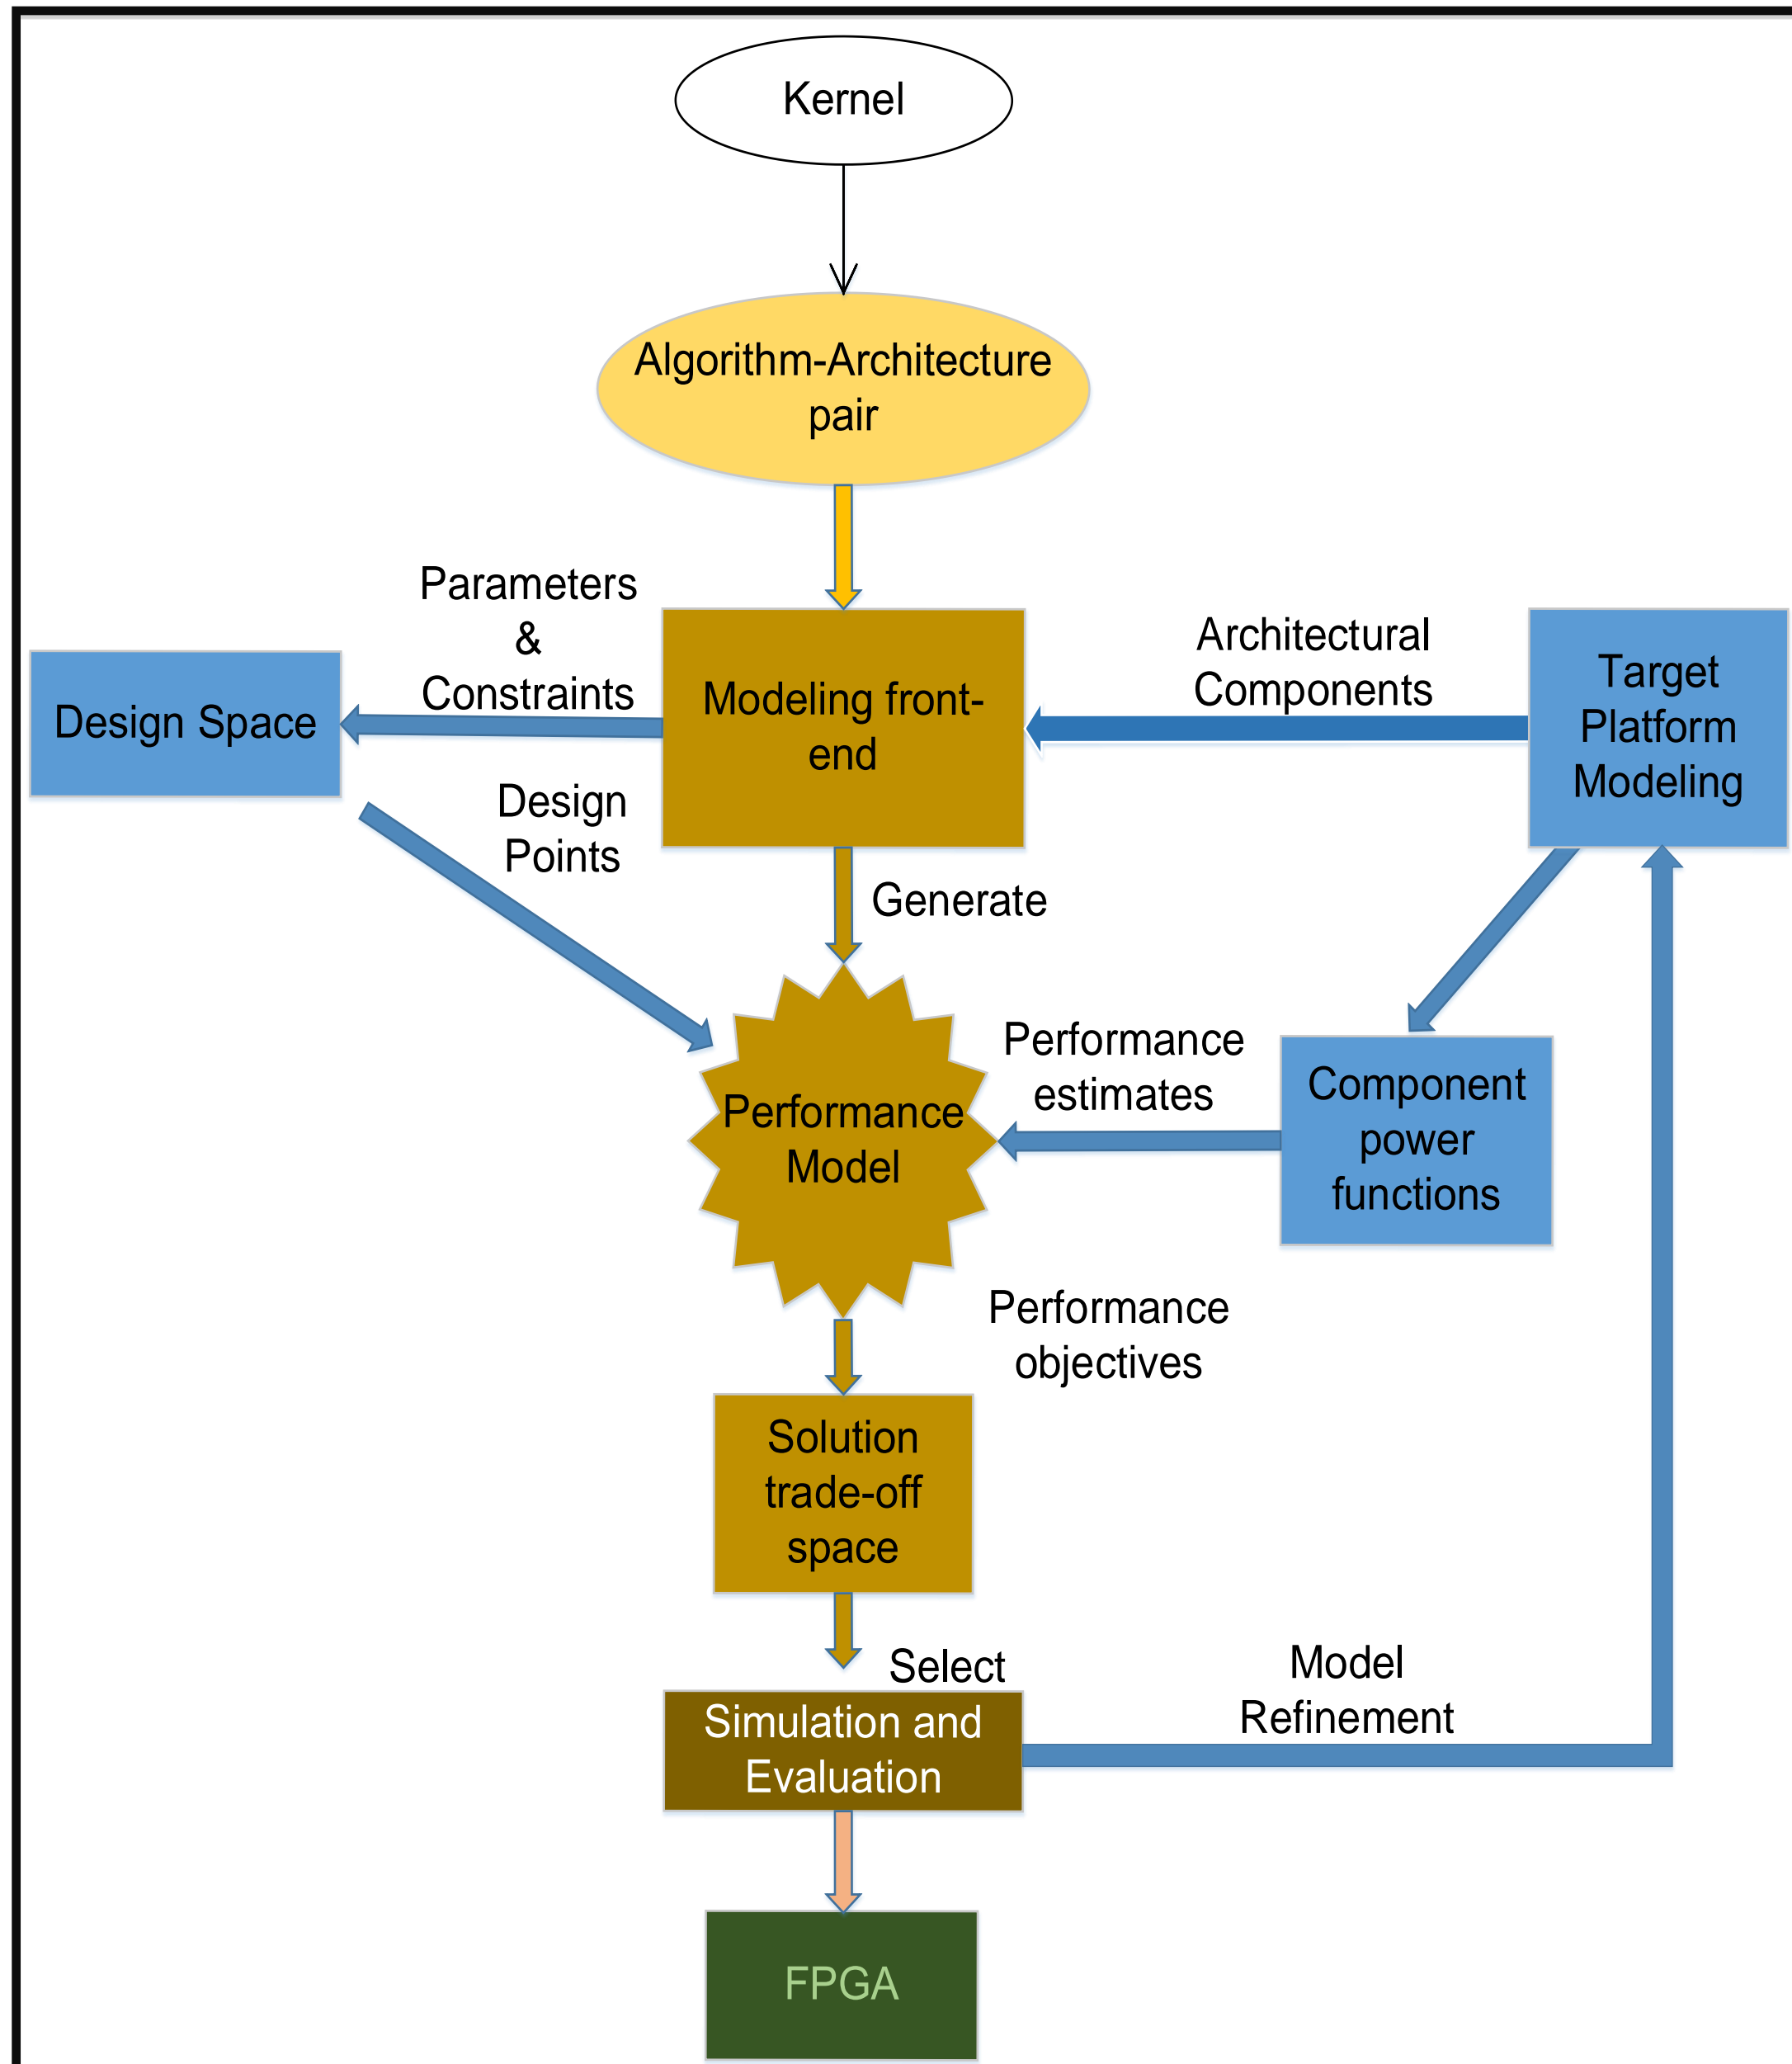 Kernel
Algorithm-Architecture
pair
Parameters
&
Constraints
Architectural
Components
Target
Platform
Modeling
Design Space
Modeling front-
end
Design
Points
Generate
Performance
estimates
Component
power
functions
Performance
Model
Performance
objectives
Solution
trade-off
space
Select
Model
Refinement
Simulation and
Evaluation
FPGA